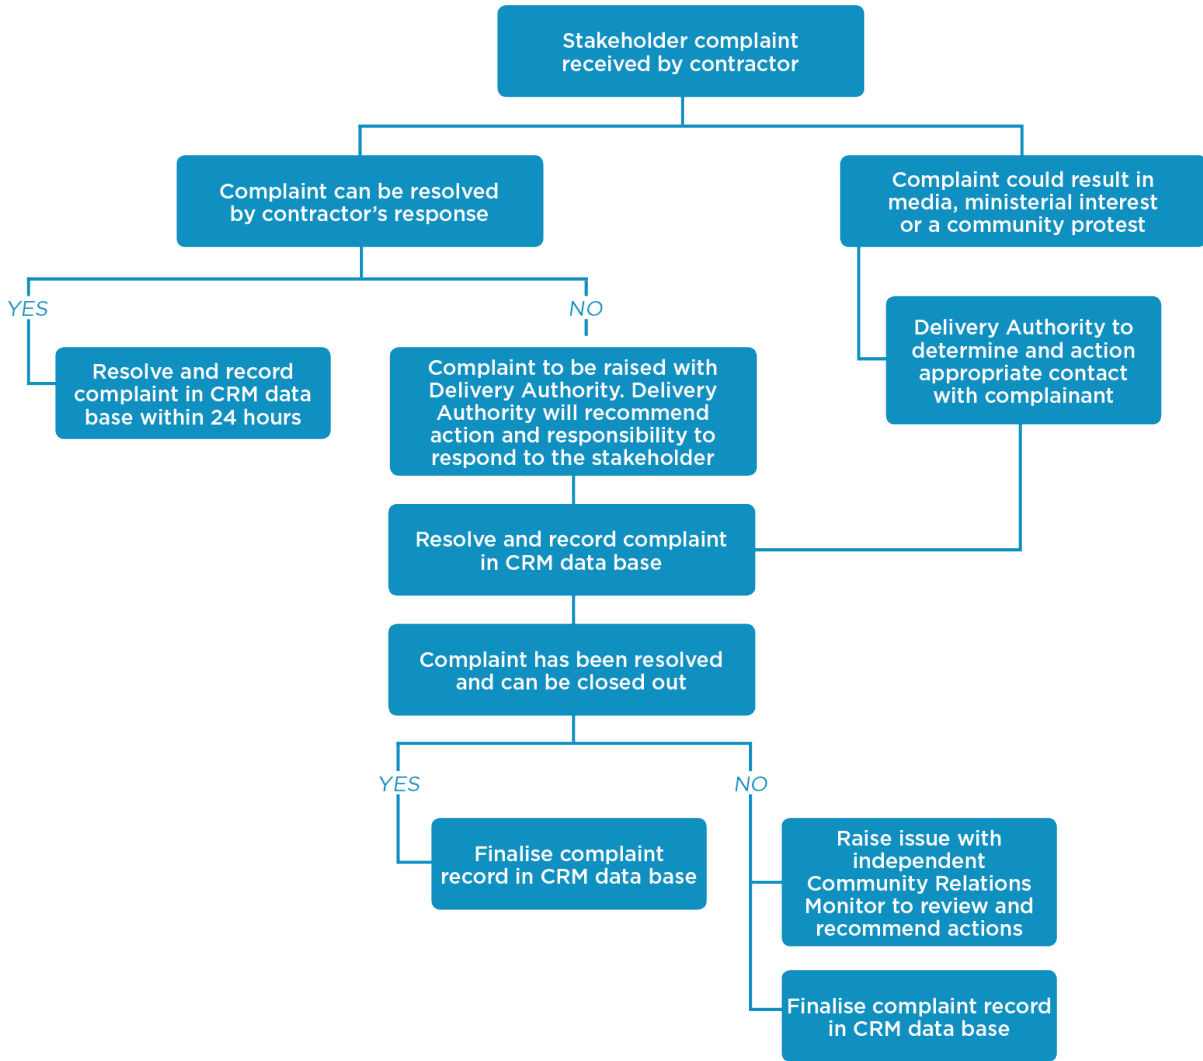 Stakeholder complaint
received by contractor
Complaint can be resolved
by contractor's response
Complaint could result in
media, ministerial interest
or a community protest
YES
NO
Resolve and record
complaint in CRM data
base within 24 hours
Complaint to be raised with
Delivery Authority. Delivery
Authority will recommend
action and responsibility to
respond to the stakeholder
Delivery Authority to
determine and action
appropriate contact
with complainant
Resolve and record complaint
in CRM data base
Complaint has been resolved
and can be closed out
YES
NO
Finalise complaint
record in CRM data base
Raise issue with
independent
Community Relations
Monitor to review and
recommend actions
Finalise complaint record
in CRM data base